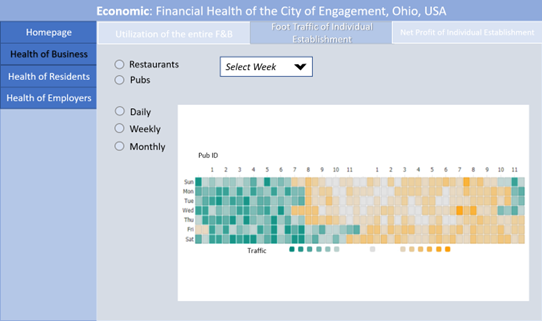 Economic: Financial Health of the City of Engagement, Ohio, USA
Homepage
Utilization of the entire F&B
Foot Traffic of Individual
Establishment
Net Profit of Individual Establishment
Health of Business
Health of Residents
Health of Employers
Restaurants
Pubs
Select Week
Daily
Weekly
Monthly
Pub ID
1 2 3 4 5 6 7 8 9 10 11 1 2 3 4 5 6 7 8 9 10 11
Sun
Mon
Tue
Wed
Thu
Fri
Sat
Traffic